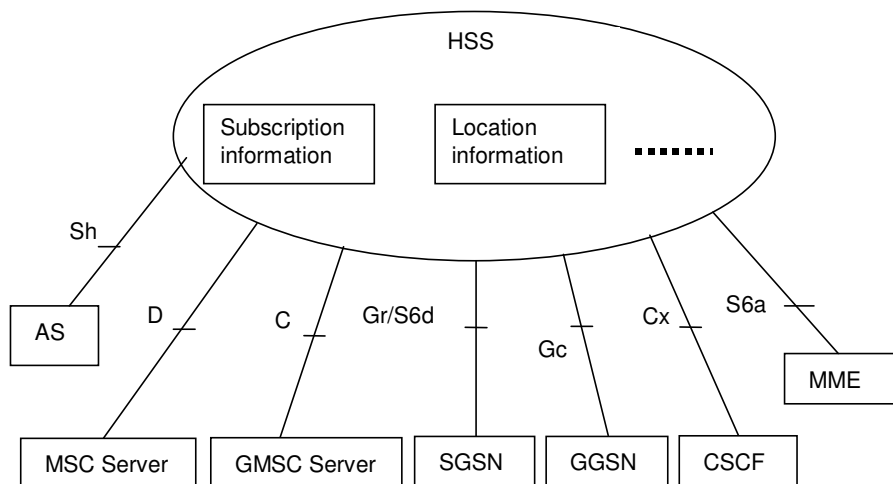 HSS
Subscription
information
Location
information
Sh
D
C
Gr/S6d
Gc
Cx
S6a
AS
MME
MSC Server
GMSC Server
SGSN
GGSN
CSCF